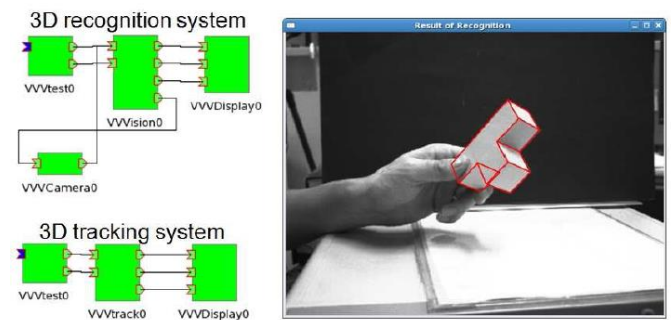 3D recognition system
VVVtest0
VVVision0
VVVDisplay0
VVVCamera0
3D tracking system
VVVtest0
VVVtrack0
VVVDisplay0
Result of Recognition